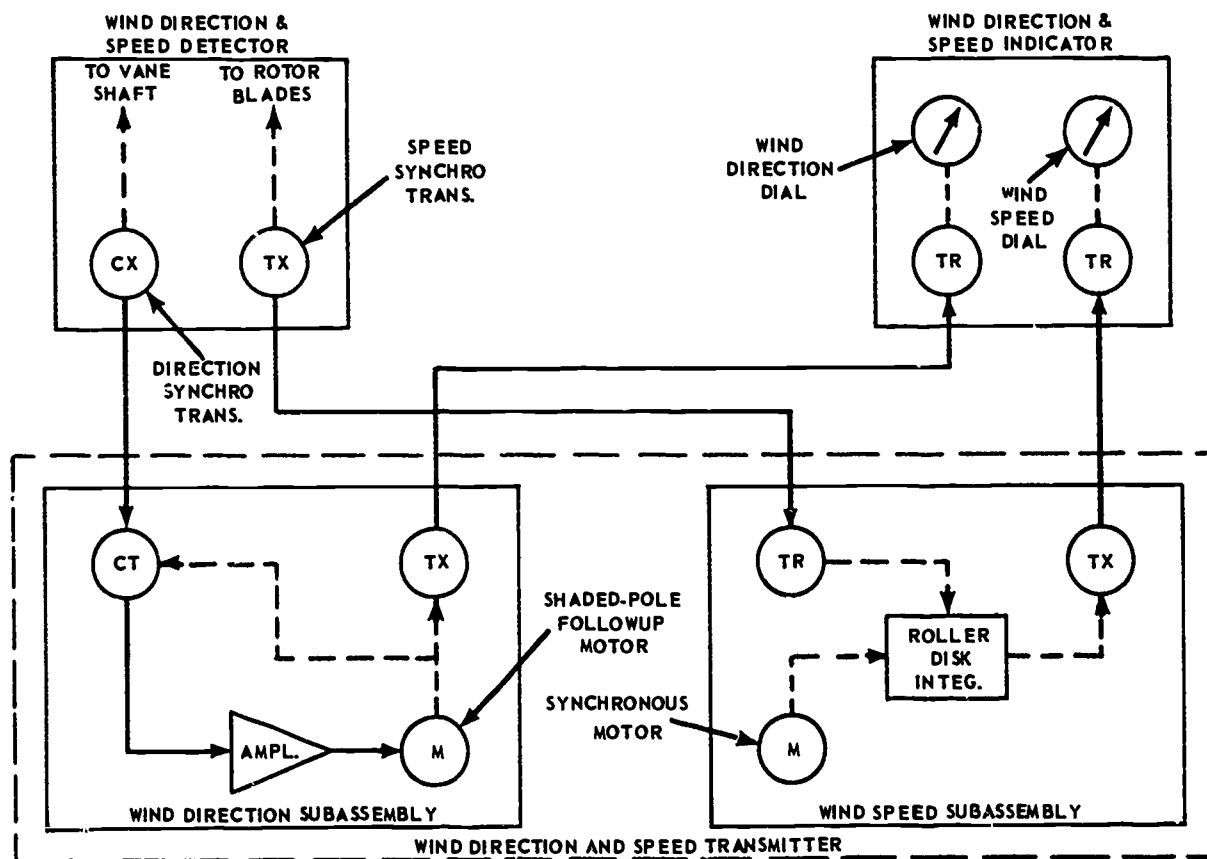 WIND DIRECTION &
SPEED DETECTOR
TO VANE
SHAFT
TO ROTOR
BLADES
SPEED
SYNCHRO
TRANS.
CX
TX
DIRECTION
SYNCHRO
TRANS.
WIND DIRECTION &
SPEED INDICATOR
WIND
DIRECTION
DIAL
WIND
SPEED
DIAL
TR
TR
CT
TX
SHADED-POLE
FOLLOWUP
MOTOR
AMPL.
M
WIND DIRECTION SUBASSEMBLY
TR
TX
ROLLER
DISK
INTEG.
SYNCHRONOUS
MOTOR
M
WIND SPEED SUBASSEMBLY
WIND DIRECTION AND SPEED TRANSMITTER